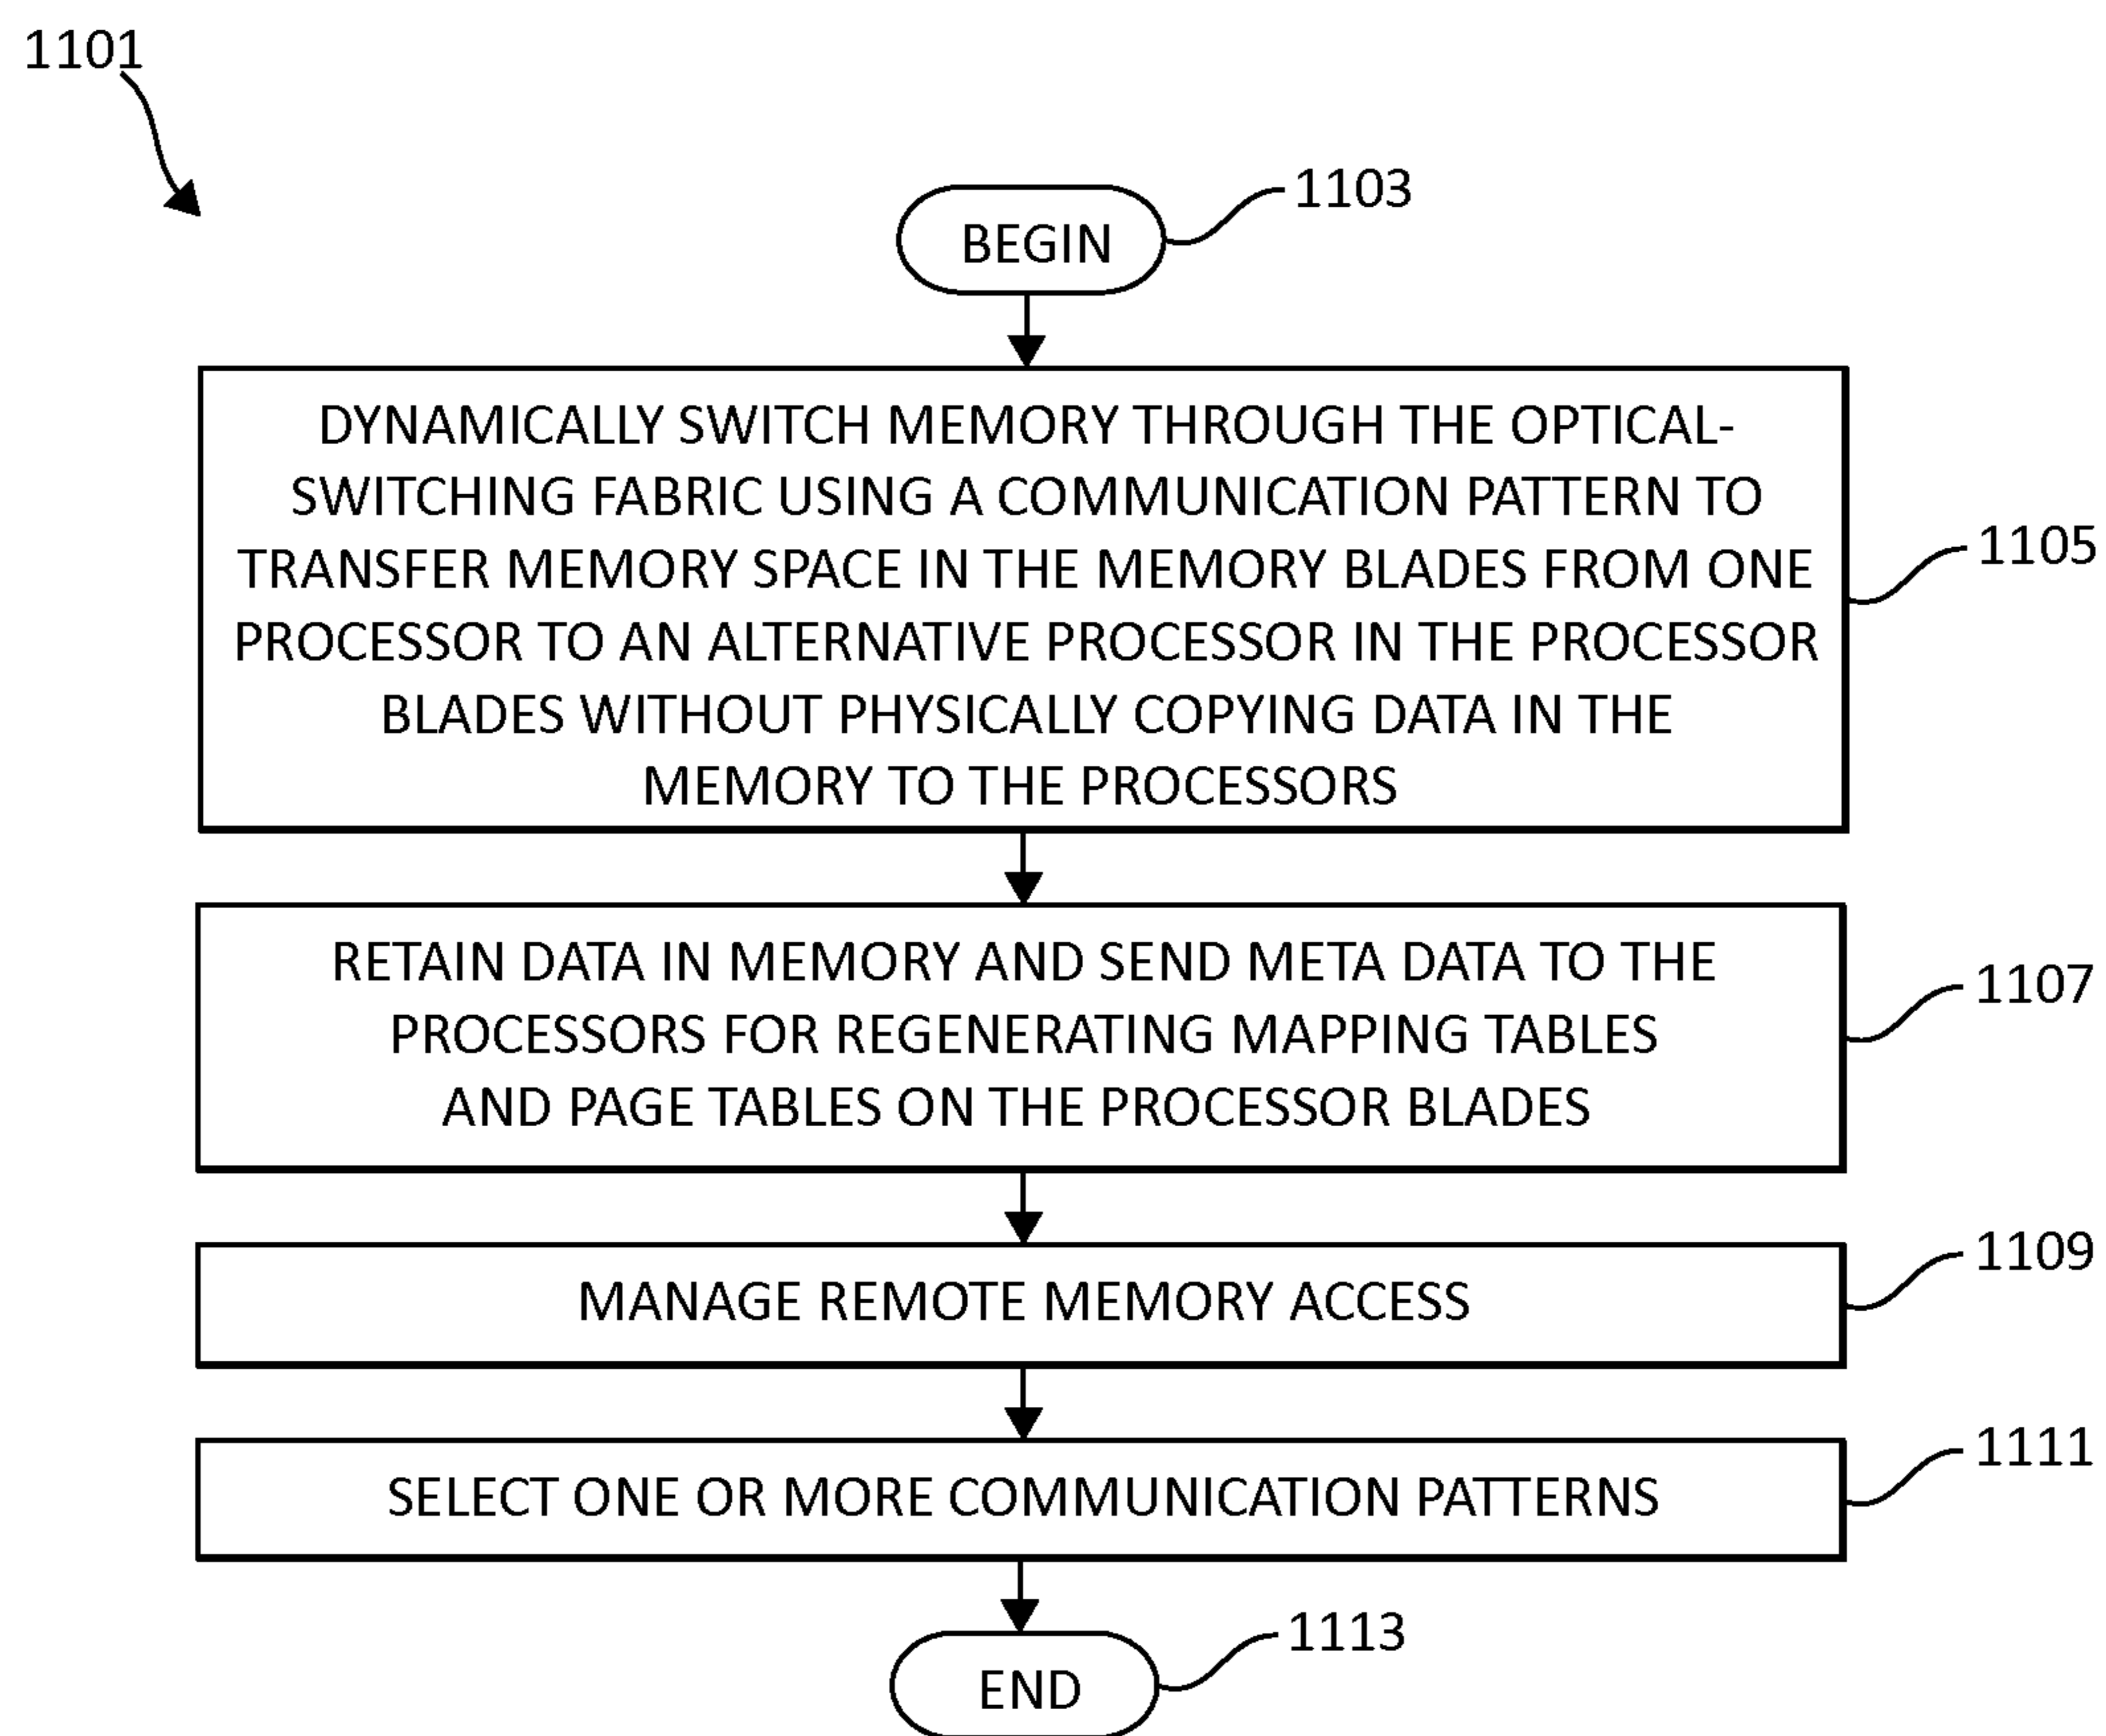 1101
1103
BEGIN
DYNAMICALLY SWITCH MEMORY THROUGH THE OPTICAL-
SWITCHING FABRIC USING A COMMUNICATION PATTERN TO
TRANSFER MEMORY SPACE IN THE MEMORY BLADES FROM ONE
PROCESSOR TO AN ALTERNATIVE PROCESSOR IN THE PROCESSOR
BLADES WITHOUT PHYSICALLY COPYING DATA IN THE
MEMORY TO THE PROCESSORS
1105
RETAIN DATA IN MEMORY AND SEND META DATA TO THE
PROCESSORS FOR REGENERATING MAPPING TABLES
AND PAGE TABLES ON THE PROCESSOR BLADES
1107
MANAGE REMOTE MEMORY ACCESS
1109
SELECT ONE OR MORE COMMUNICATION PATTERNS
1111
END
1113